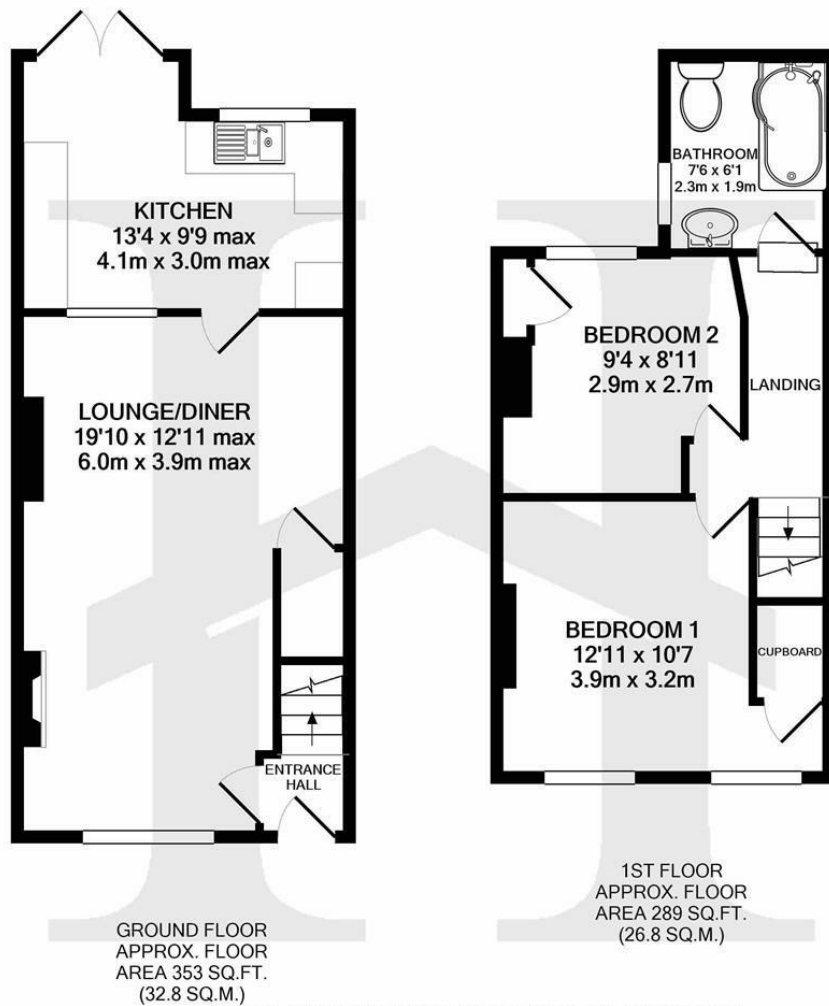 KITCHEN
13'4 x 9'9 max
4.1m x 3.0m max
LOUNGE/DINER
19'10 x 12'11 max
6.0m x 3.9m max
ENTRANCE
HALL
GROUND FLOOR
APPROX. FLOOR
AREA 353 SQ.FT.
(32.8 SQ.M.)
BATHROOM
7'6 x 6'1
2.3m x 1.9m
BEDROOM 2
9'4 x 8'11
2.9m x 2.7m
LANDING
BEDROOM 1
12'11 x 10'7
3.9m x 3.2m
CUPBOARD
1ST FLOOR
APPROX. FLOOR
AREA 289 SQ.FT.
(26.8 SQ.M.)